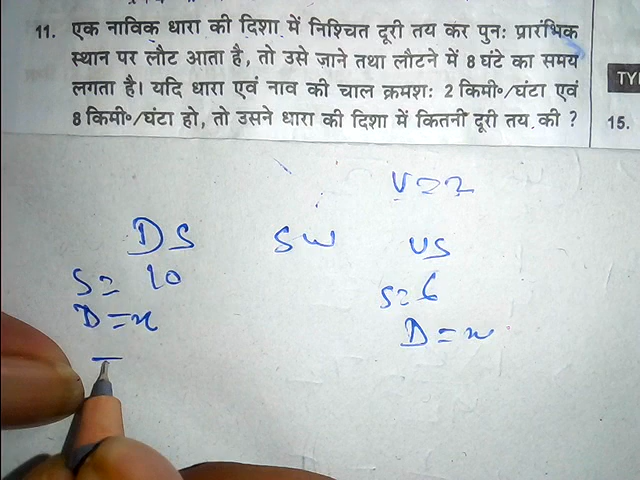 11. एक नाविक धारा की दिशा में निश्चित दूरी तय कर पुनः प्रारंभिक
स्थान पर लौट आता है, तो उसे जाने तथा लौटने में 8 घंटे का समय
लगता है। यदि धारा एवं नाव की चाल क्रमशः 2 किमी०/घंटा एवं
8 किमी०/घंटा हो, तो उसने धारा की दिशा में कितनी दूरी तय की ?
TY
15.
V=2
DS SW US
S= 10
S=6
D=x
D=x